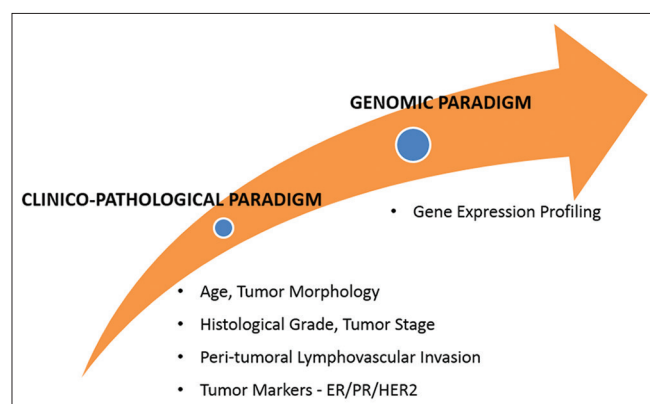 GENOMIC PARADIGM
CLINICO-PATHOLOGICAL PARADIGM
• Gene Expression Profiling
• Age, Tumor Morphology
• Histological Grade, Tumor Stage
• Peri-tumoral Lymphovascular Invasion
• Tumor Markers - ER/PR/HER2